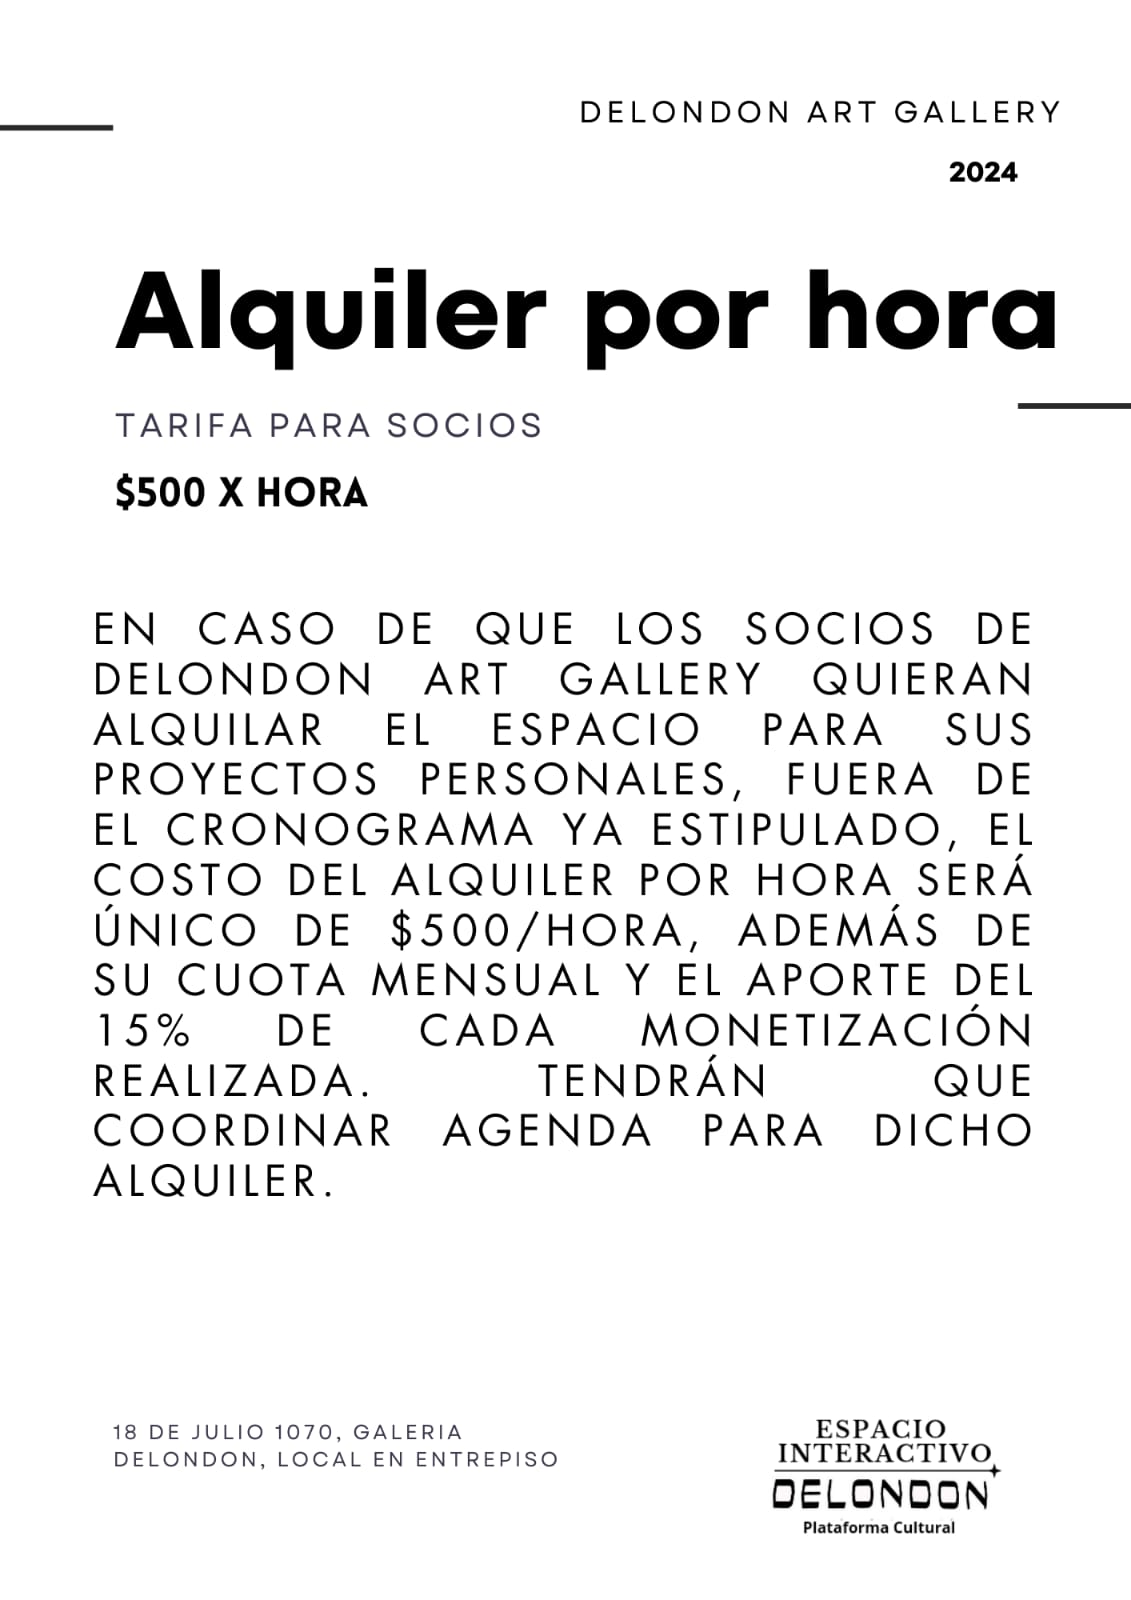 DELONDON ART GALLERY
2024
Alquiler por hora
TARIFA PARA SOCIOS
$500 X HORA
EN CASO DE QUE LOS SOCIOS DE
DELONDON ART GALLERY QUIERAN
ALQUILAR EL ESPACIO PARA SUS
PROYECTOS PERSONALES, FUERA DE
EL CRONOGRAMA YA ESTIPULADO, EL
COSTO DEL ALQUILER POR HORA SERÁ
ÚNICO DE $500/HORA, ADEMÁS DE
SU CUOTA MENSUAL Y EL APORTE DEL
15% DE CADA MONETIZACIÓN
REALIZADA. TENDRÁN QUE
COORDINAR AGENDA PARA DICHO
ALQUILER.
18 DE JULIO 1070, GALERIA
DELONDON, LOCAL EN ENTREPISO
ESPACIO
INTERACTIVO
DELONDON
Plataforma Cultural